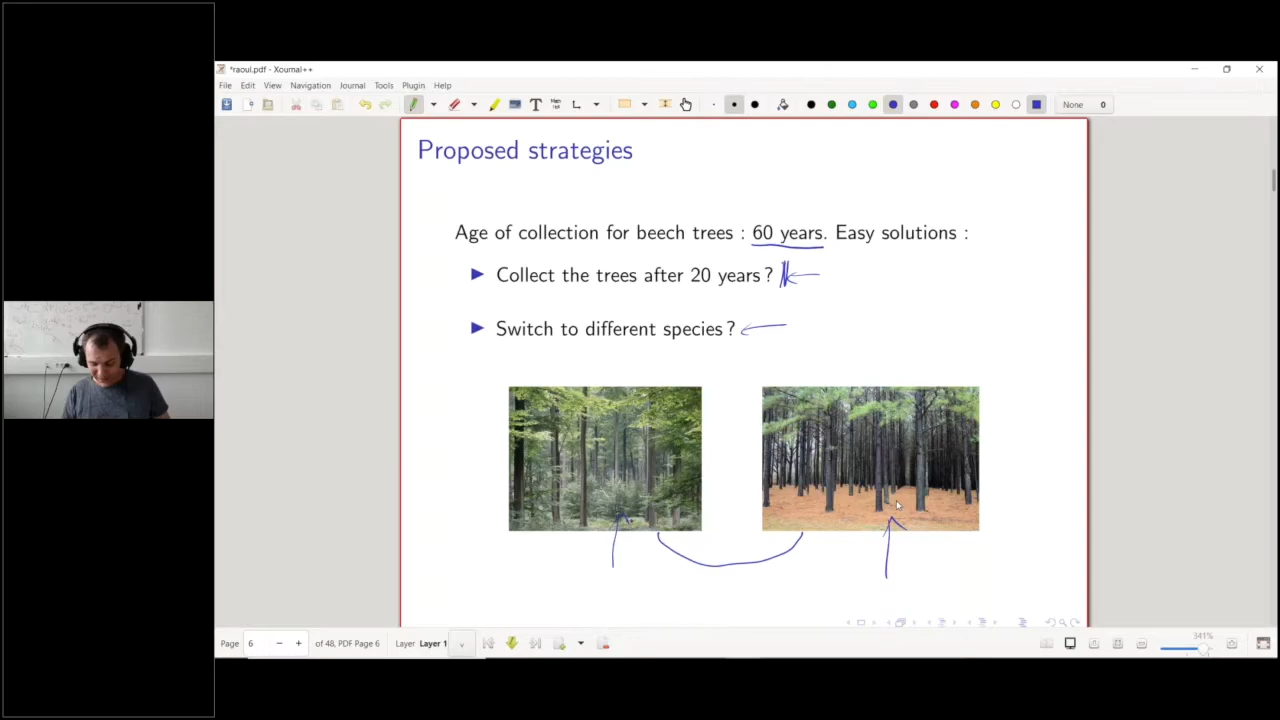 *raoul.pdf - Xournal++
File Edit View Navigation Journal Tools Plugin Help
None 0
Proposed strategies
Age of collection for beech trees : 60 years. Easy solutions :
Collect the trees after 20 years ?
Switch to different species ?
Page 6 of 48, PDF Page 6 Layer Layer 1 341%